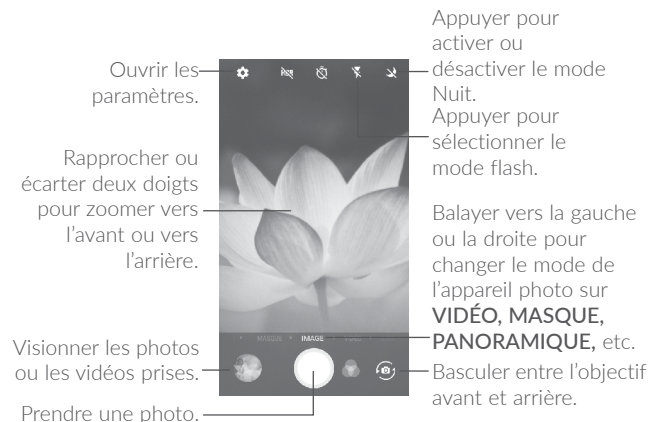 Ouvrir les
paramètres.
Rapprocher ou
écarter deux doigts
pour zoomer vers
l'avant ou vers
l'arrière.
Visionner les photos
ou les vidéos prises.
Prendre une photo.
Appuyer pour
activer ou
désactiver le mode
Nuit.
Appuyer pour
sélectionner le
mode flash.
Balayer vers la gauche
ou la droite pour
changer le mode de
l'appareil photo sur
VIDÉO, MASQUE,
PANORAMIQUE, etc.
Basculer entre l'objectif
avant et arrière.
MASQUE
IMAGE